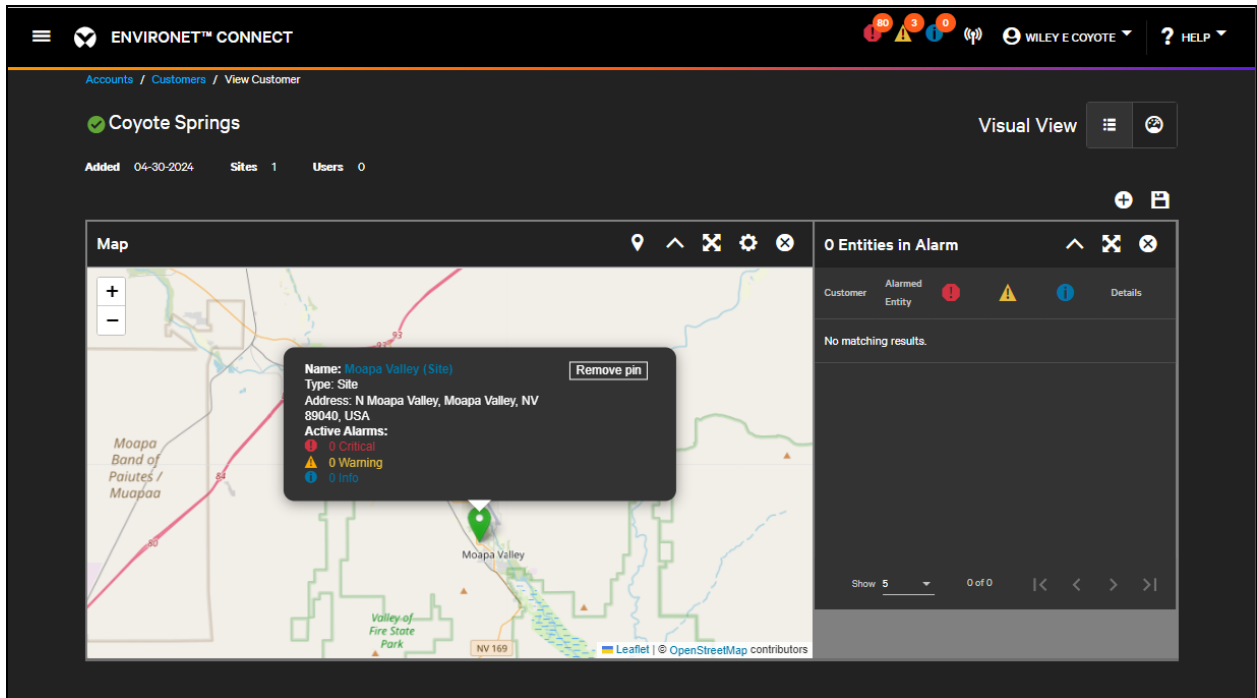 ENVIRONET™ CONNECT
80
3
0
WILEY E COYOTE
? HELP
Accounts / Customers / View Customer
Coyote Springs
Visual View
Added 04-30-2024 Sites 1 Users 0
Map
0 Entities in Alarm
+
−
Customer
Alarmed Entity
Details
No matching results.
93
93
Name: Moapa Valley (Site)
Remove pin
Type: Site
Address: N Moapa Valley, Moapa Valley, NV
89040, USA
Active Alarms:
0 Critical
0 Warning
0 Info
Moapa
Band of
Paiutes /
Muapaa
84
80
Moapa Valley
Valley of
Fire State
Park
NV 169
Leaflet | © OpenStreetMap contributors
Show 5
0 of 0